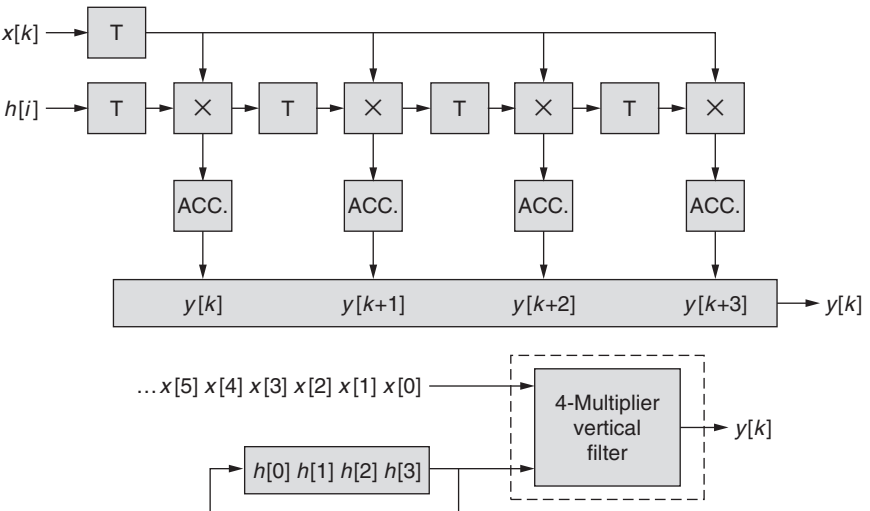 x[k] T
h[i] T × T × T × T ×
ACC. ACC. ACC. ACC.
y[k] y[k+1] y[k+2] y[k+3] y[k]
...x[5] x[4] x[3] x[2] x[1] x[0]
4-Multiplier
vertical
filter
y[k]
h[0] h[1] h[2] h[3]